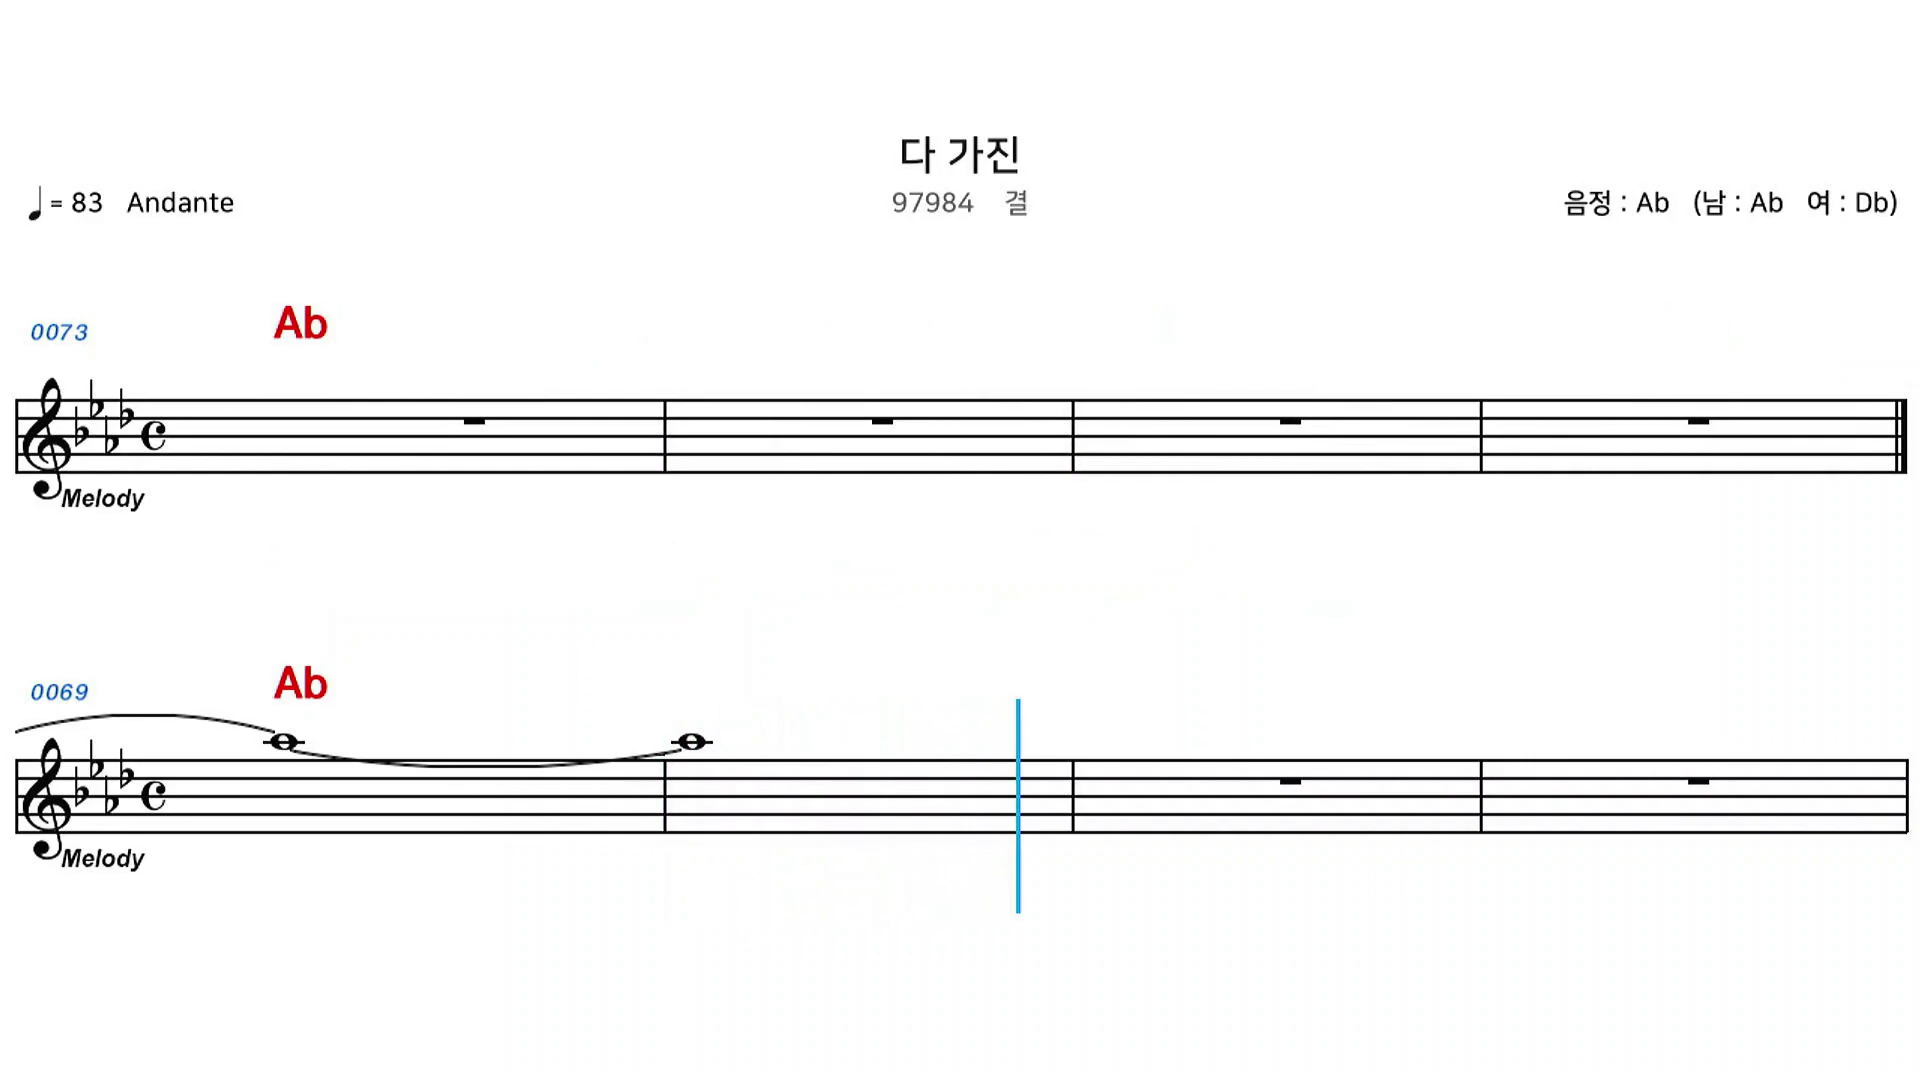 다 가진
= 83 Andante
97984 결
음정 : Ab (남 : Ab 여 : Db)
0073
Ab
Melody
0069
Ab
Melody